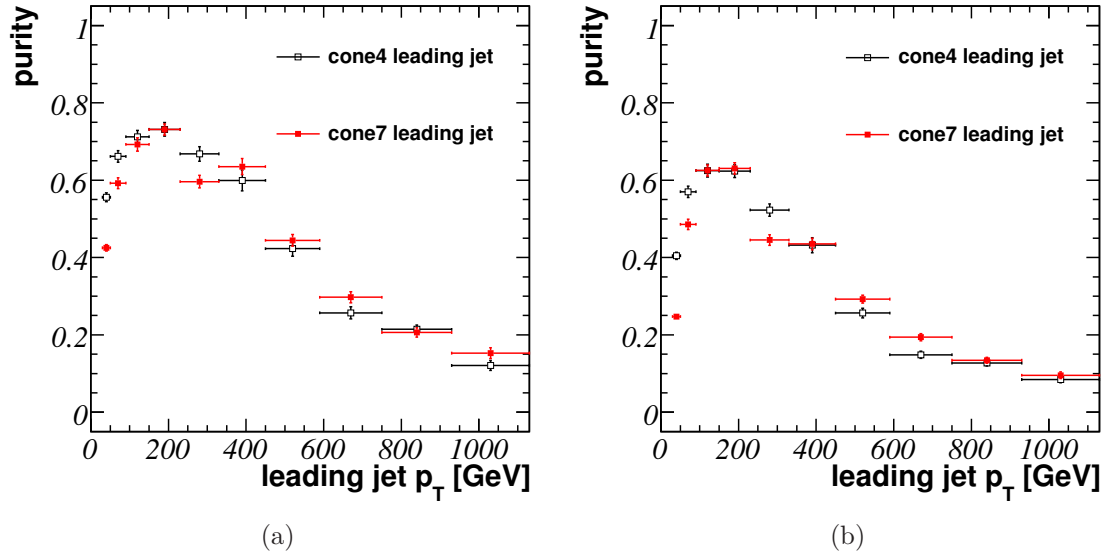 purity
1
0.8
0.6
0.4
0.2
0
cone4 leading jet
cone7 leading jet
0 200 400 600 800 1000
leading jet p_T [GeV]
(a)
purity
1
0.8
0.6
0.4
0.2
0
cone4 leading jet
cone7 leading jet
0 200 400 600 800 1000
leading jet p_T [GeV]
(b)